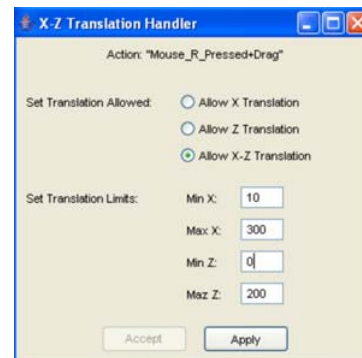 X-Z Translation Handler
Action: "Mouse_R_Pressed+Drag"
Set Translation Allowed:
Allow X Translation
Allow Z Translation
Allow X-Z Translation
Set Translation Limits:
Min X: 10
Max X: 300
Min Z: 0
Maz Z: 200
Accept Apply